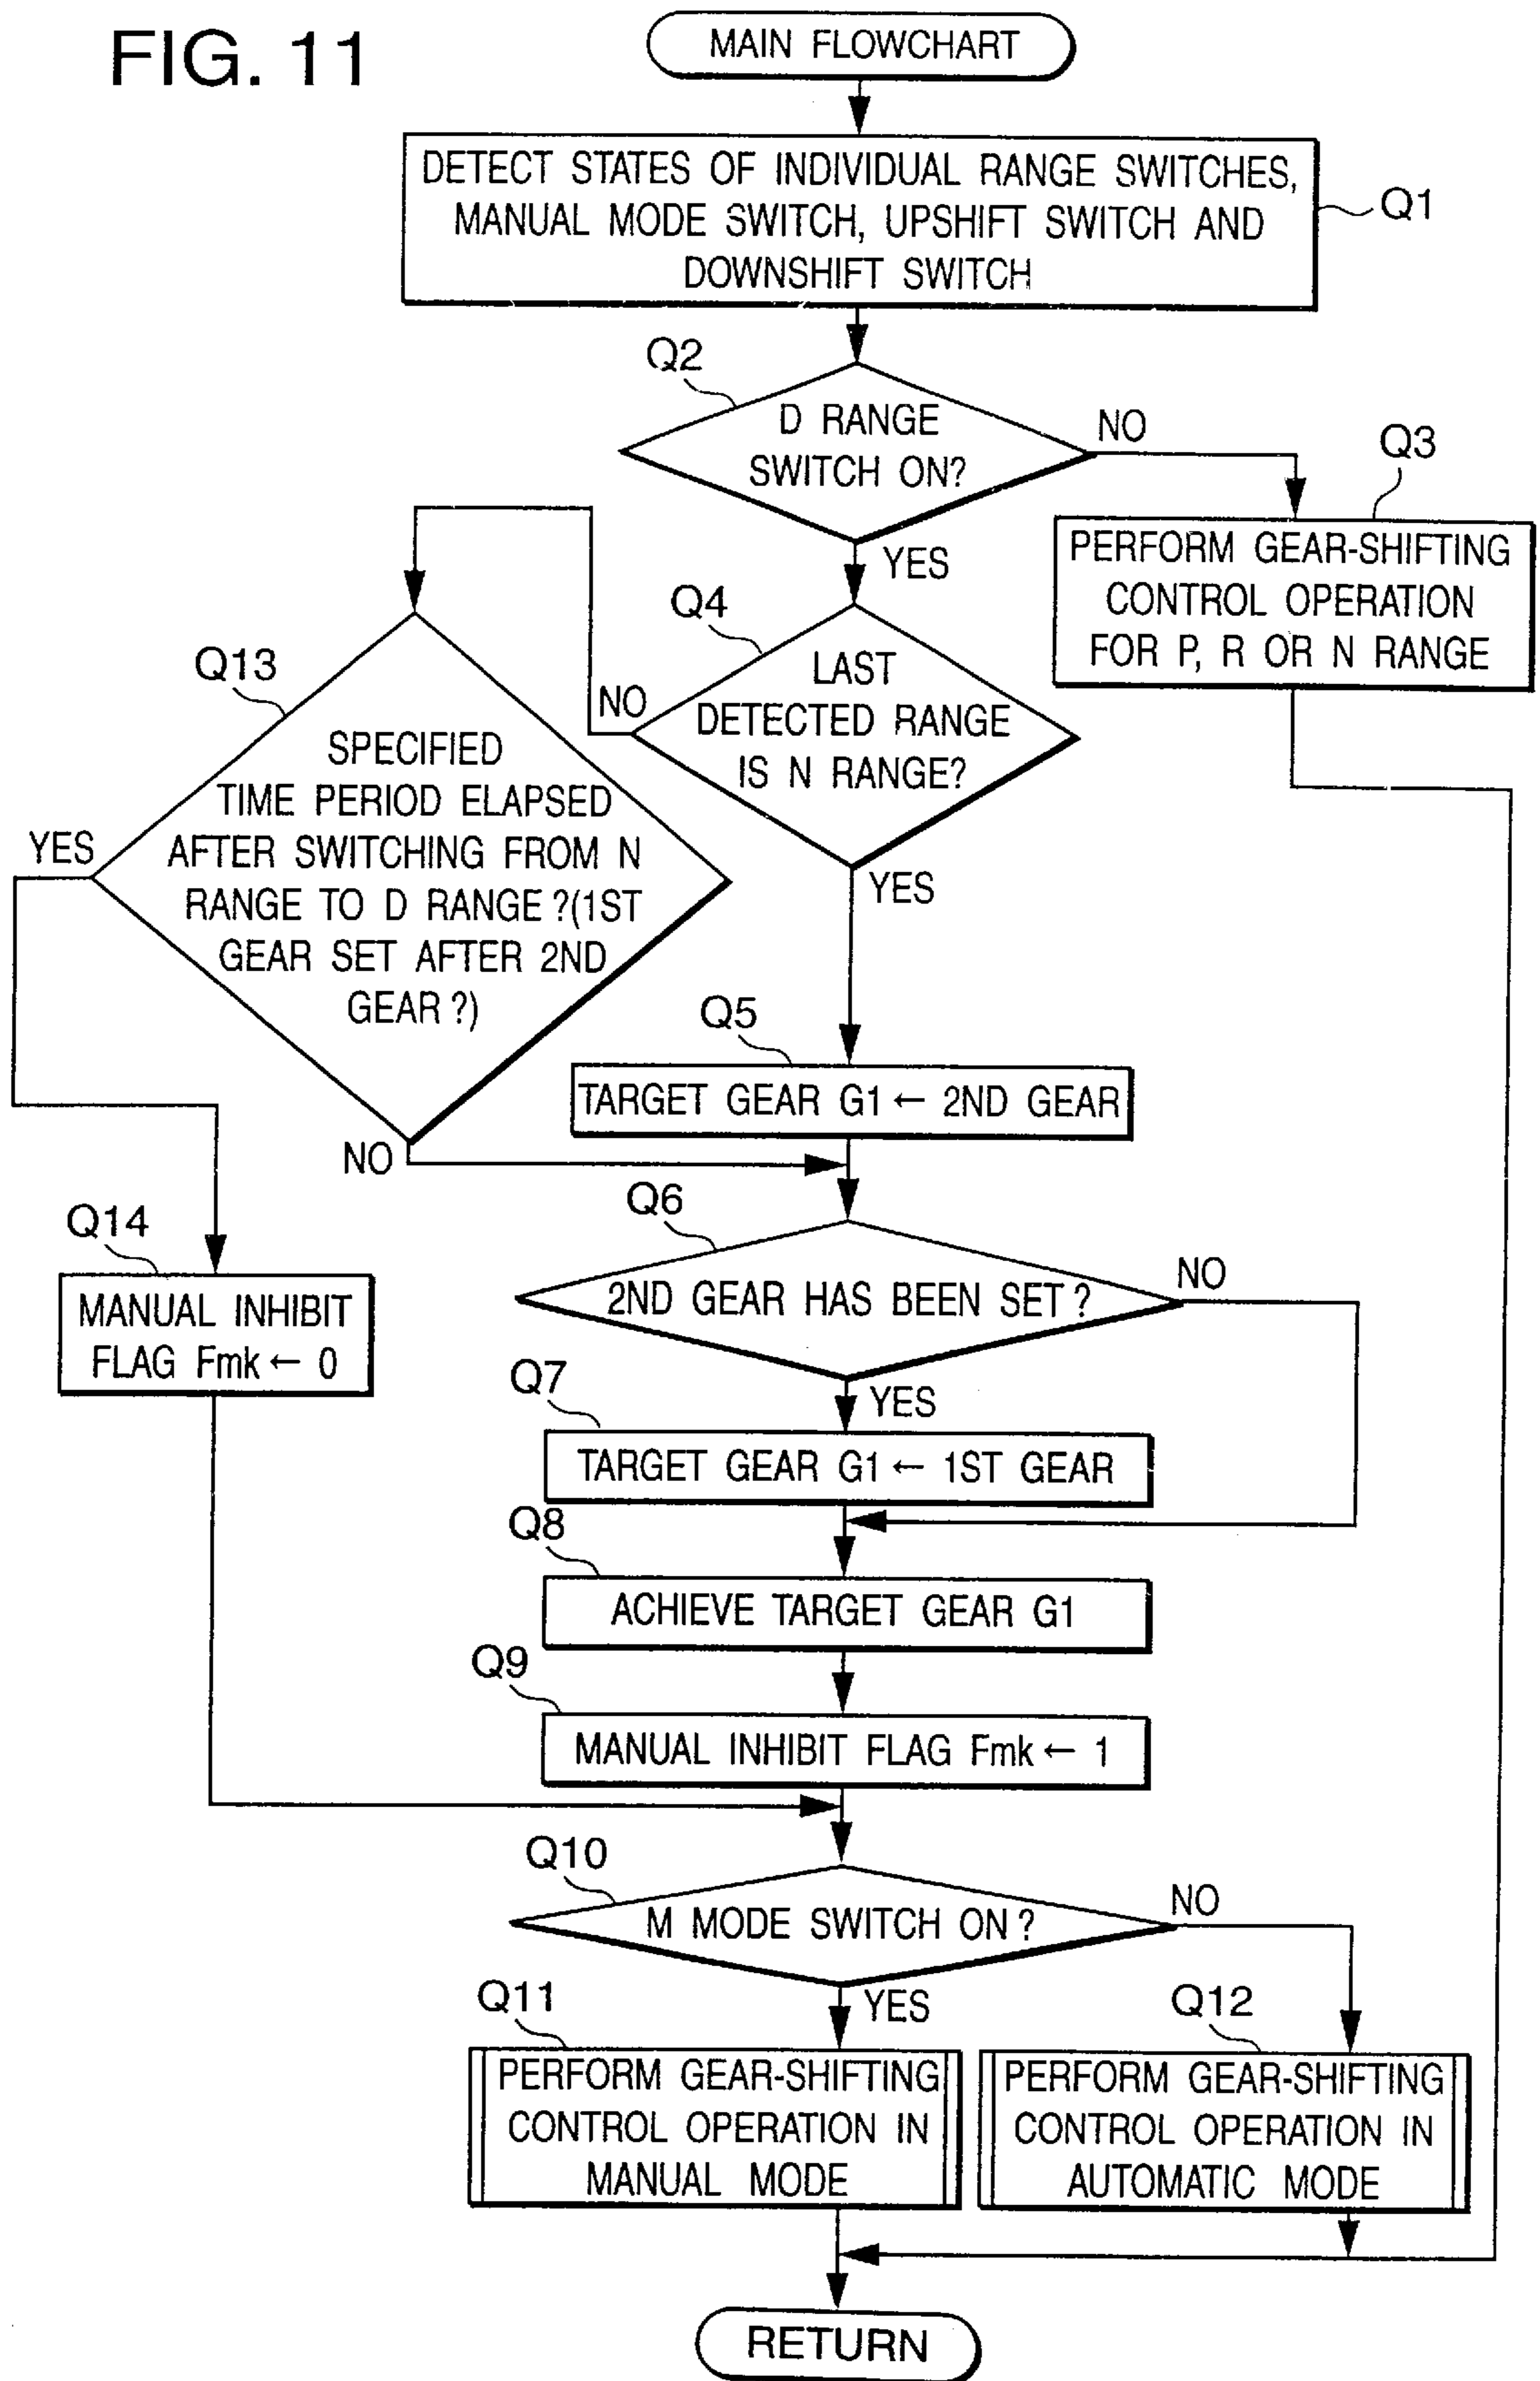 FIG. 11
MAIN FLOWCHART
DETECT STATES OF INDIVIDUAL RANGE SWITCHES,
MANUAL MODE SWITCH, UPSHIFT SWITCH AND
DOWNSHIFT SWITCH
Q1
Q2
D RANGE
SWITCH ON?
NO
YES
Q3
PERFORM GEAR-SHIFTING
CONTROL OPERATION
FOR P, R OR N RANGE
Q4
LAST
DETECTED RANGE
IS N RANGE?
NO
YES
Q13
SPECIFIED
TIME PERIOD ELAPSED
AFTER SWITCHING FROM N
RANGE TO D RANGE ?(1ST
GEAR SET AFTER 2ND
GEAR ?)
YES
NO
Q5
TARGET GEAR G1 ← 2ND GEAR
Q6
2ND GEAR HAS BEEN SET ?
NO
YES
Q14
MANUAL INHIBIT
FLAG Fmk ← 0
Q7
TARGET GEAR G1 ← 1ST GEAR
Q8
ACHIEVE TARGET GEAR G1
Q9
MANUAL INHIBIT FLAG Fmk ← 1
Q10
M MODE SWITCH ON ?
NO
YES
Q11
PERFORM GEAR-SHIFTING
CONTROL OPERATION IN
MANUAL MODE
Q12
PERFORM GEAR-SHIFTING
CONTROL OPERATION IN
AUTOMATIC MODE
RETURN